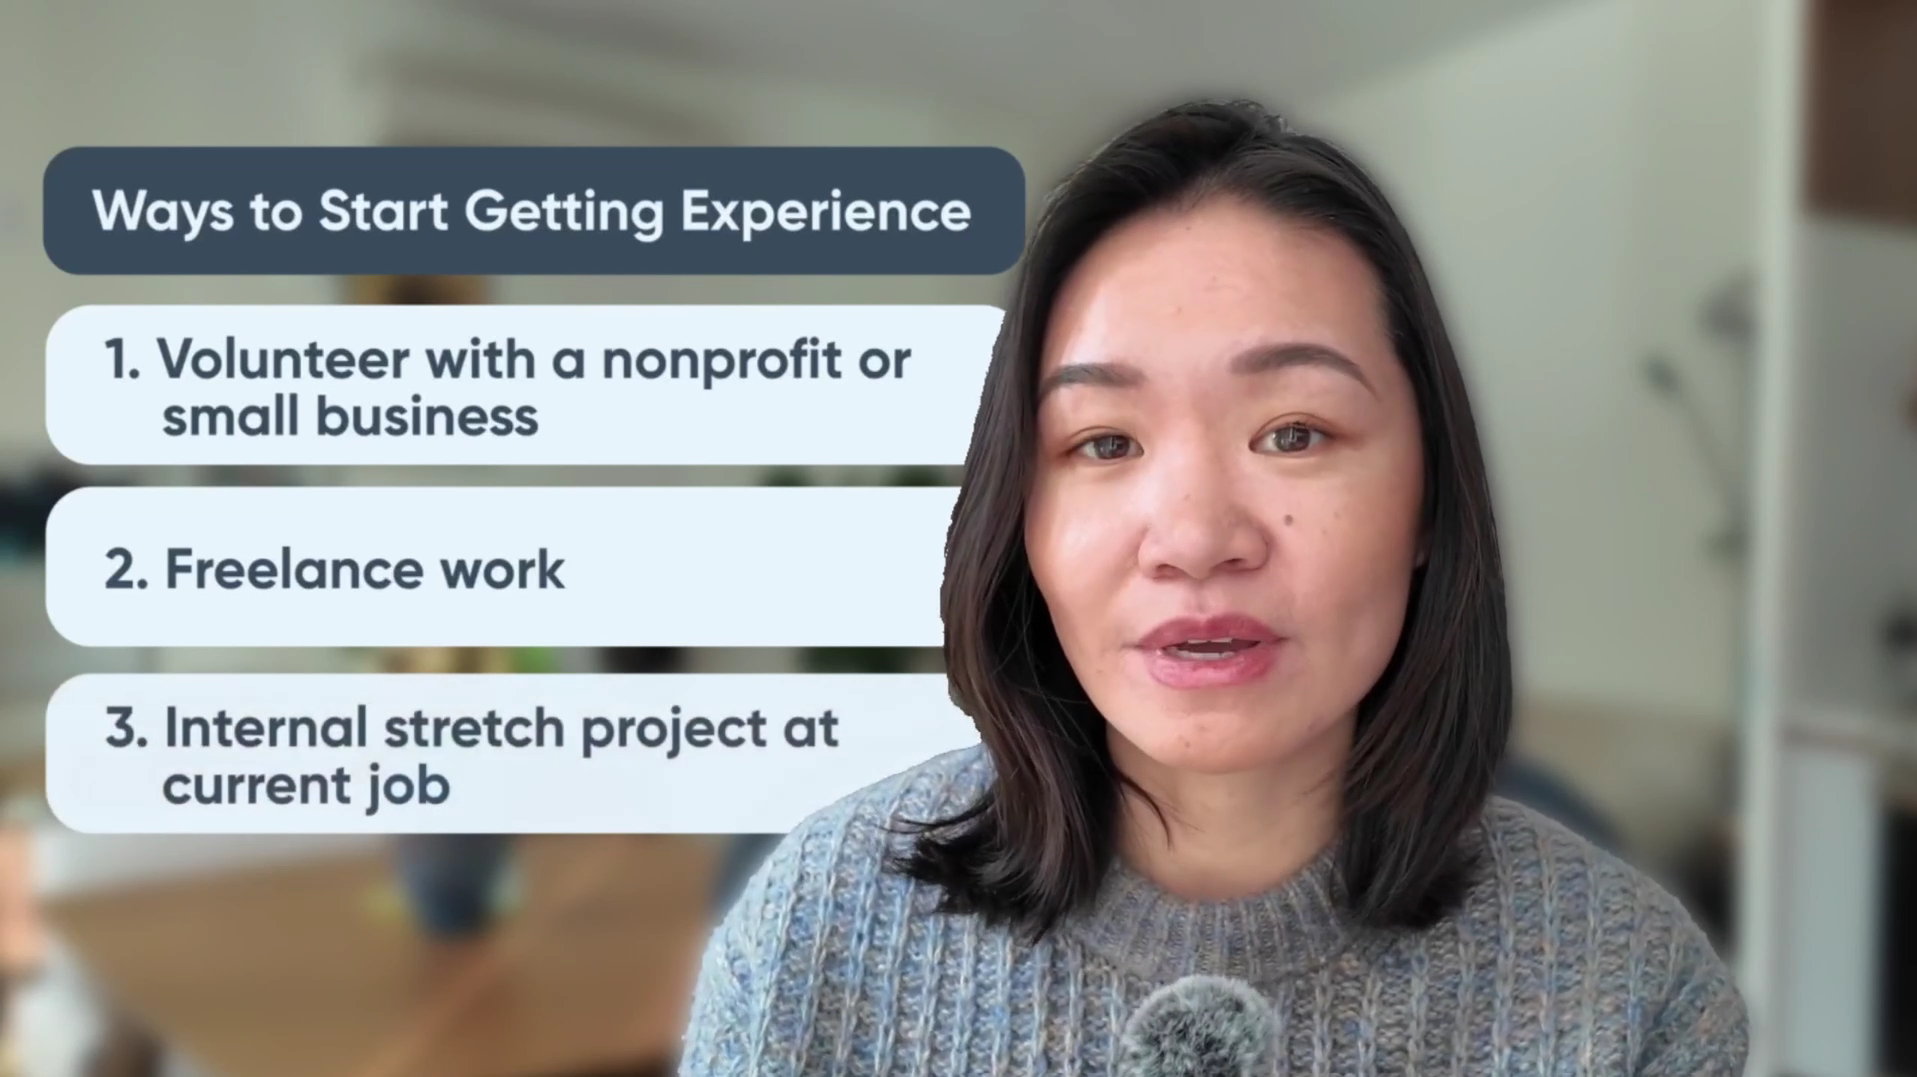 Ways to Start Getting Experience
1. Volunteer with a nonprofit or
small business
2. Freelance work
3. Internal stretch project at
current job